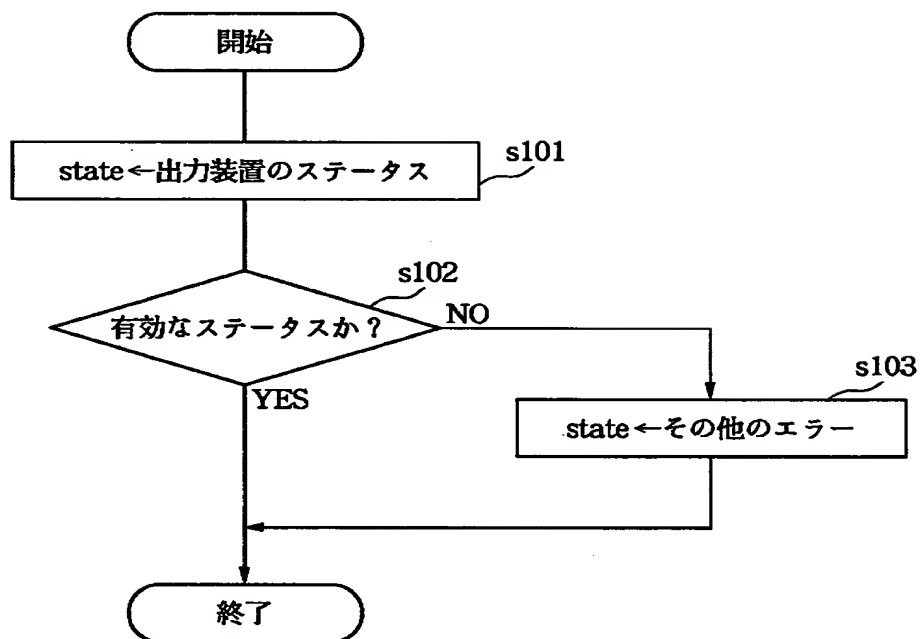 開始
state←出力装置のステータス
s101
s102
有効なステータスか？
NO
YES
s103
state←その他のエラー
終了